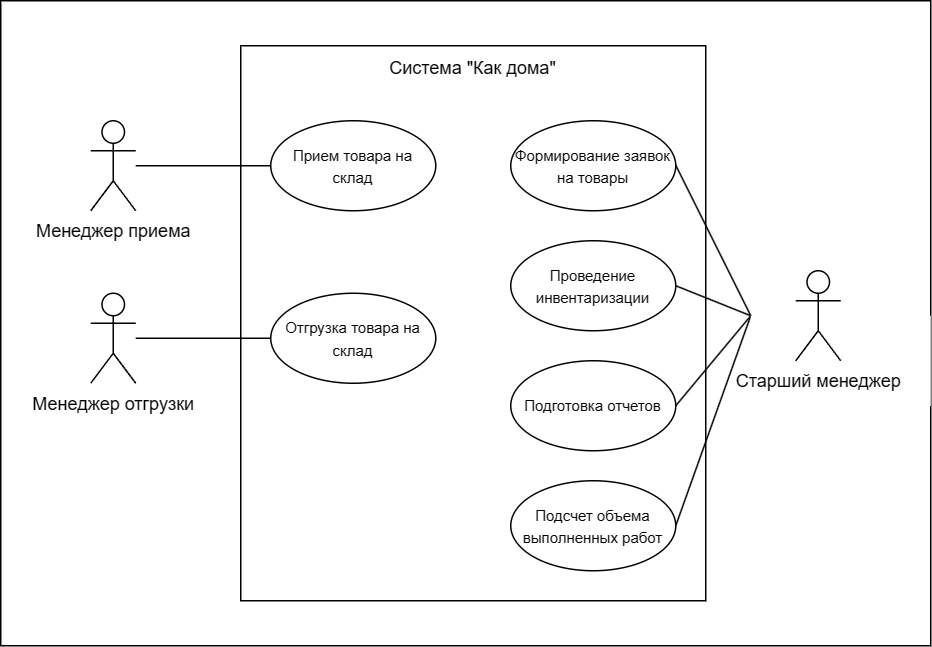 Система "Как дома"
Прием товара на
склад
Формирование заявок
на товары
Менеджер приема
Проведение
инвентаризации
Отгрузка товара на
склад
Менеджер отгрузки
Старший менеджер
Подготовка отчетов
Подсчет объема
выполненных работ